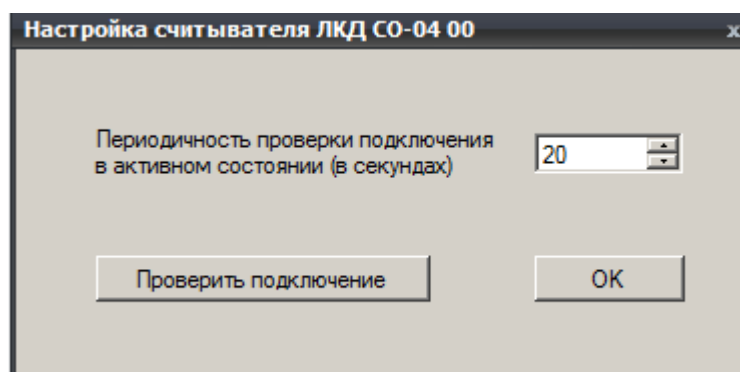 Настройка считывателя ЛКД СО-04 00
Периодичность проверки подключения
в активном состоянии (в секундах)
20
Проверить подключение
OK